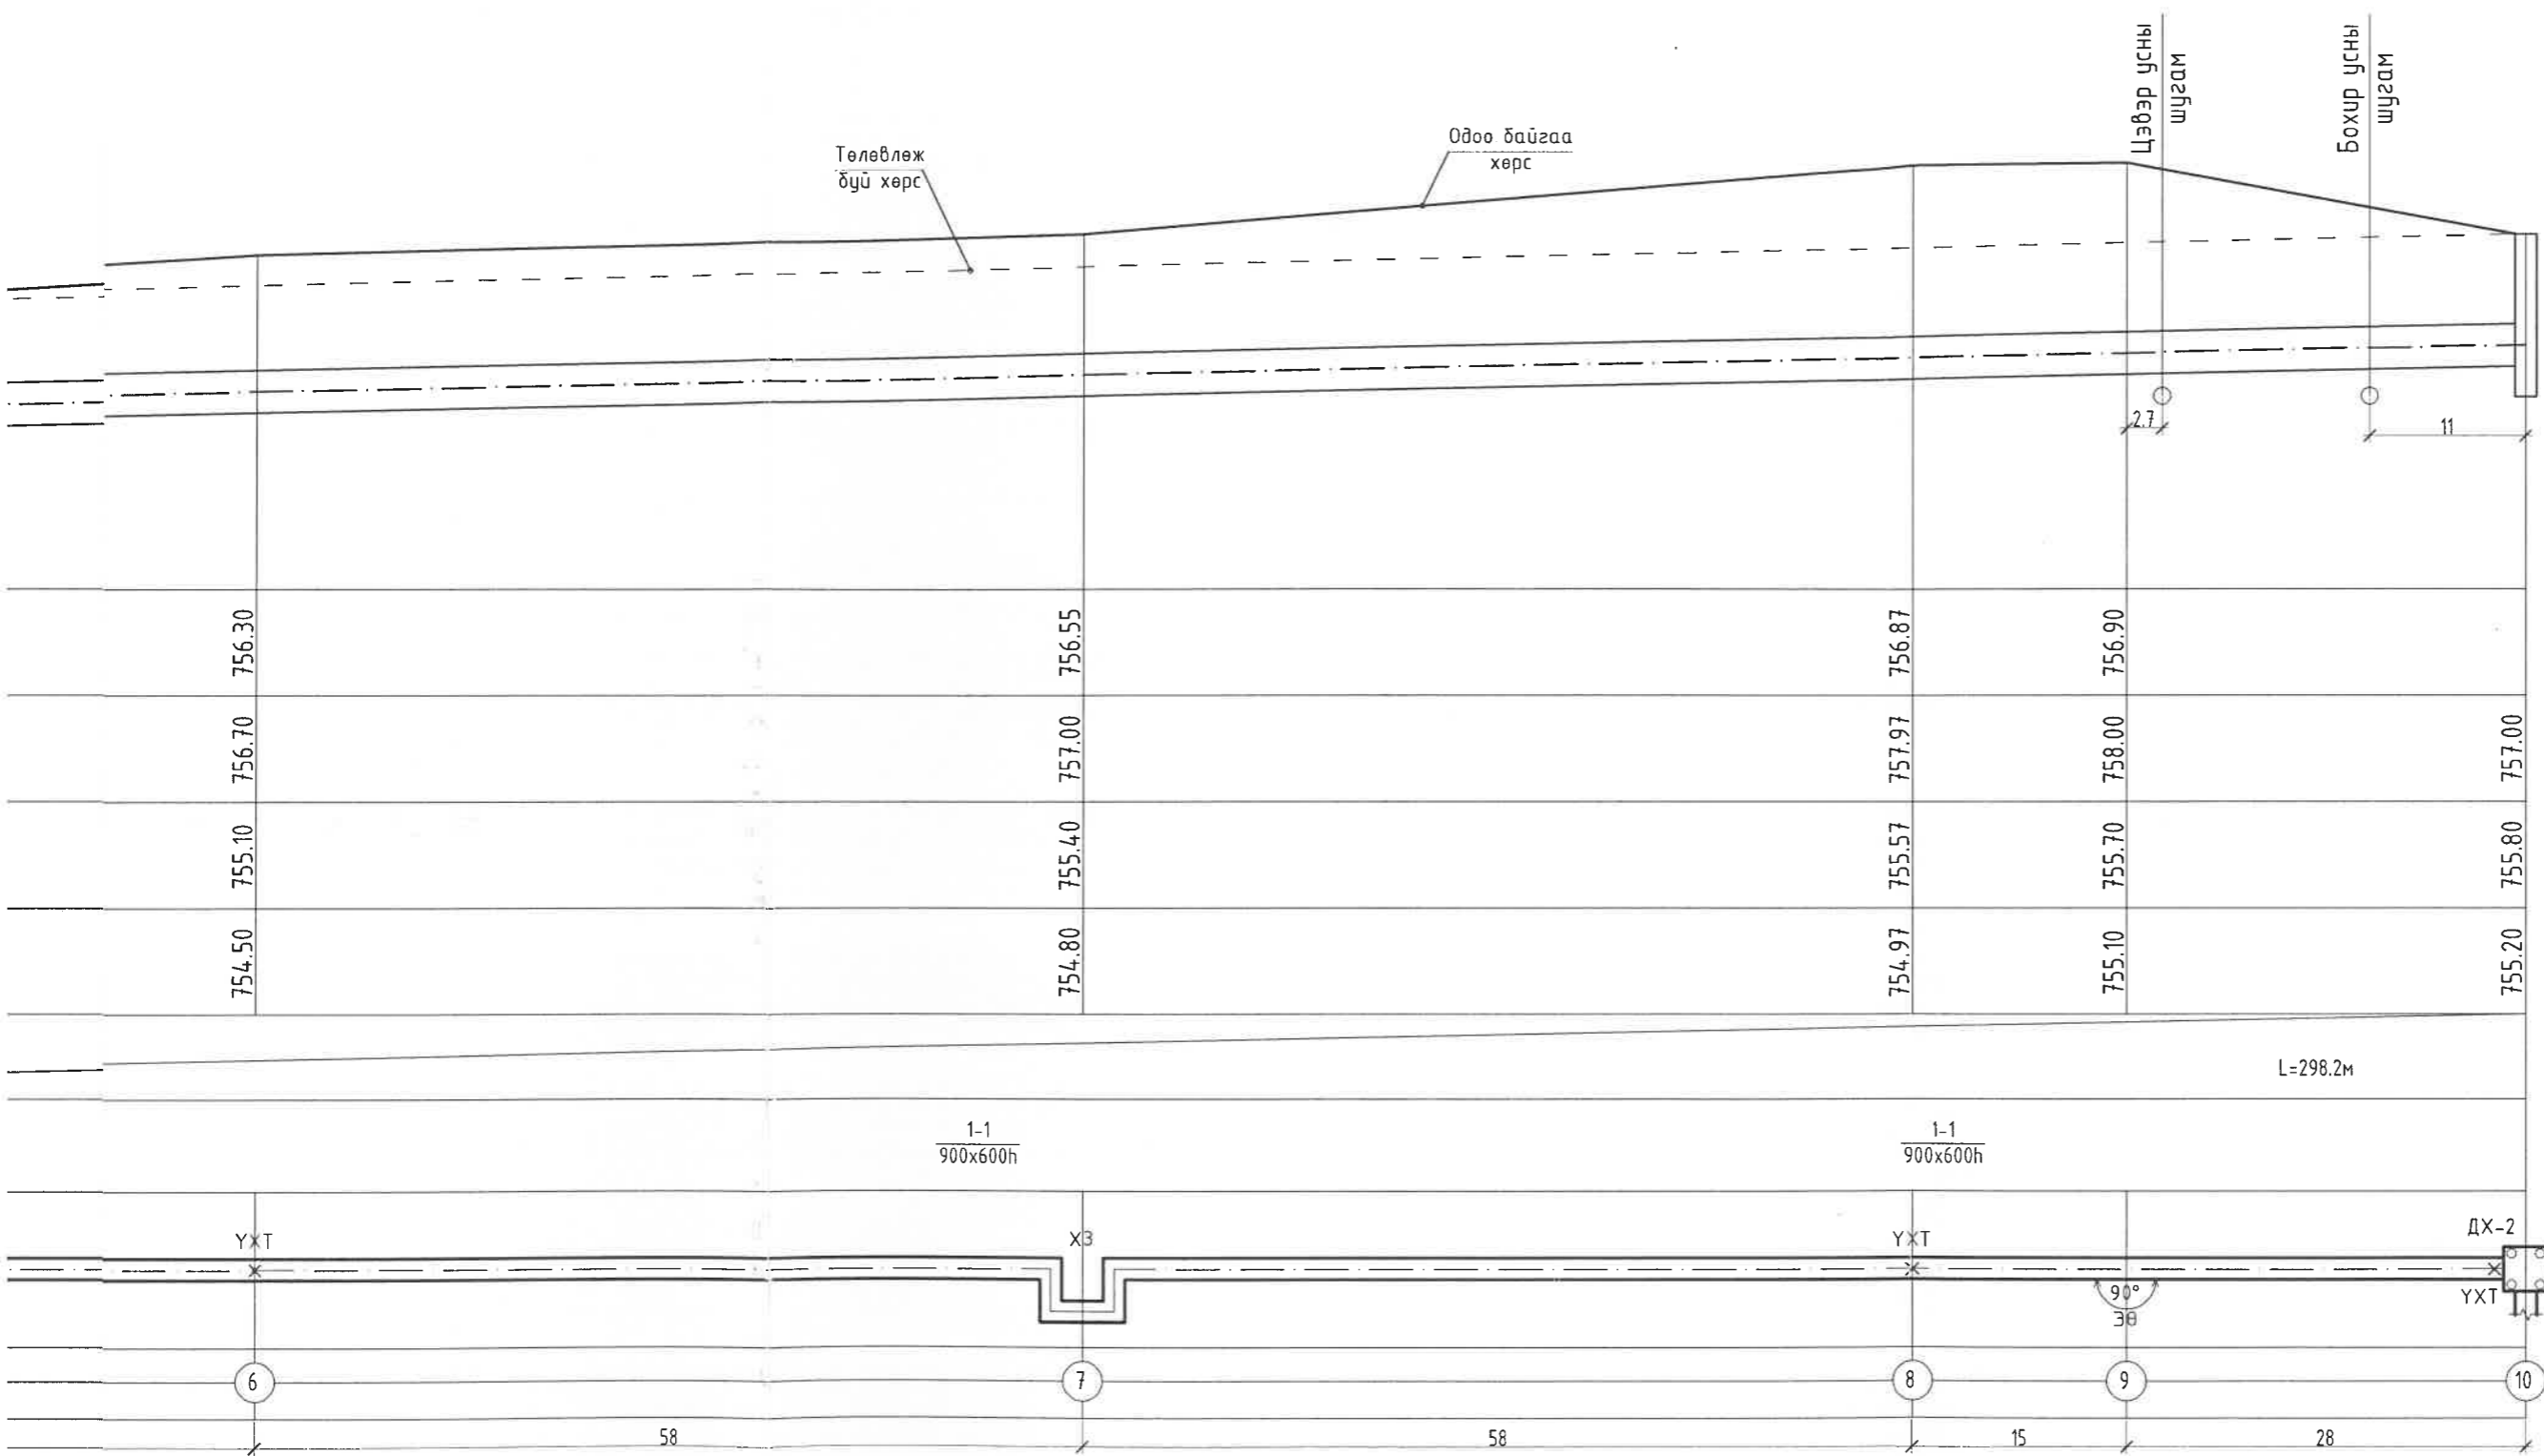 Цэвэр усны
шугам
Бохир усны
шугам
Төлөвлөж
буй хөрс
Одоо байгаа
хөрс
2.7
11
756.30
756.55
756.87
756.90
756.70
757.00
757.97
758.00
757.00
755.10
755.40
755.57
755.70
755.80
754.50
754.80
754.97
755.10
755.20
L=298.2м
1-1
900x600h
1-1
900x600h
ҮХТ
ХЗ
ҮХТ
ДХ-2
90°
ЭӨ
ҮХТ
6
7
8
9
10
58
58
15
28